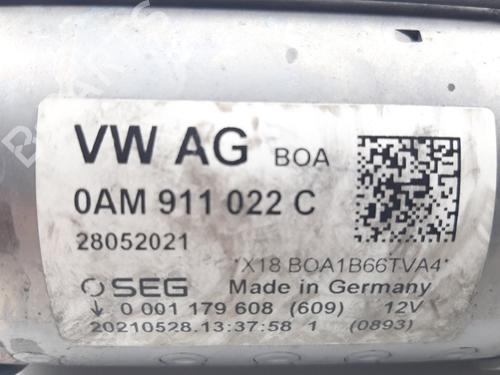 VW AG BOA
0AM 911 022 C
28052021
*X18 BOA1B66TVA4*
SEG Made in Germany
0 001 179 608 (609) 12V
20210528.13:37:58 1 (0893)